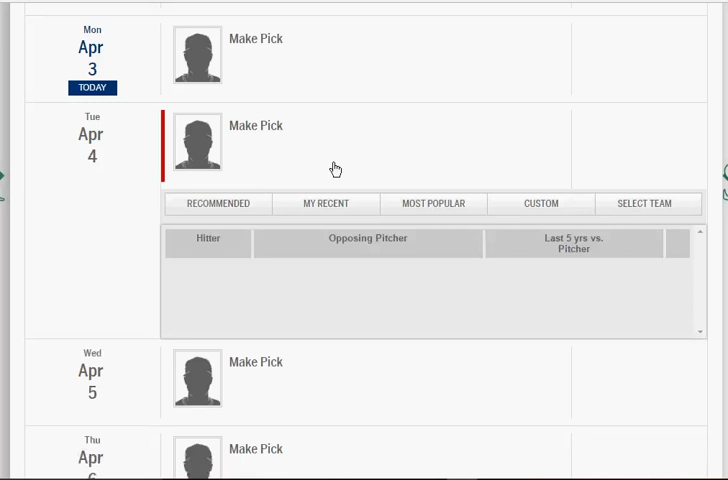 Mon
Apr
3
TODAY
Make Pick
Tue
Apr
4
Make Pick
RECOMMENDED MY RECENT MOST POPULAR CUSTOM SELECT TEAM
Hitter Opposing Pitcher Last 5 yrs vs.
Pitcher
Wed
Apr
5
Make Pick
Thu
Apr
6
Make Pick